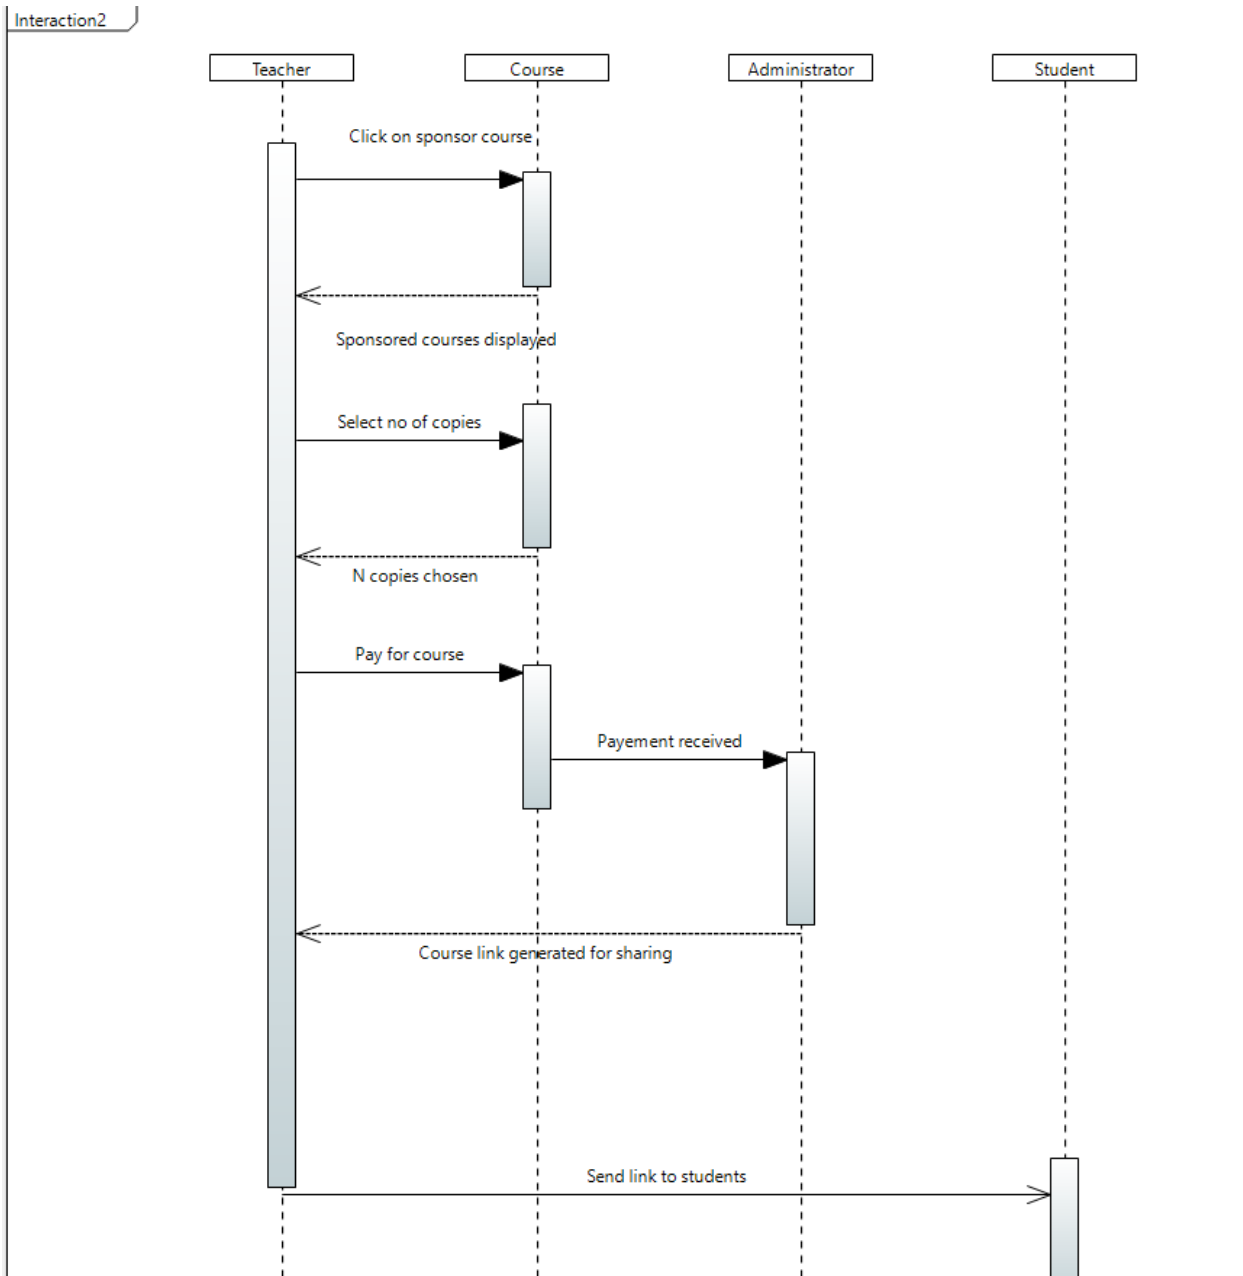 Interaction2
Teacher
Course
Administrator
Student
Click on sponsor course
Sponsored courses displayed
Select no of copies
N copies chosen
Pay for course
Payement received
Course link generated for sharing
Send link to students